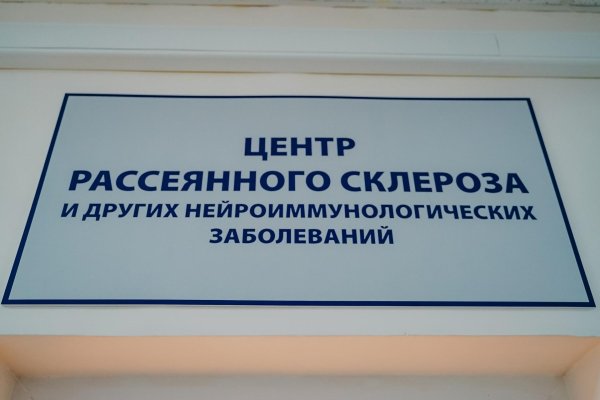 ЦЕНТР
РАССЕЯННОГО СКЛЕРОЗА
И ДРУГИХ НЕЙРОИММУНОЛОГИЧЕСКИХ
ЗАБОЛЕВАНИЙ